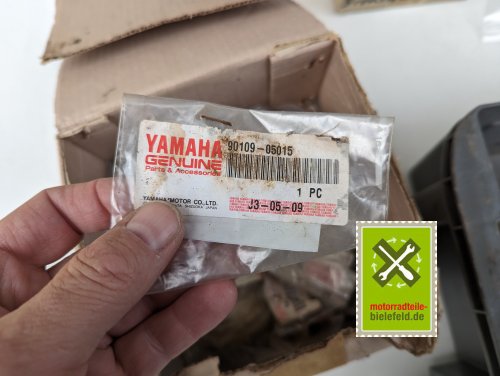 YAMAHA
GENUINE
Parts & Accessories
90109-05015
1 PC
J3-05-09
YAMAHA MOTOR CO., LTD.
motorradteile-
bielefeld.de